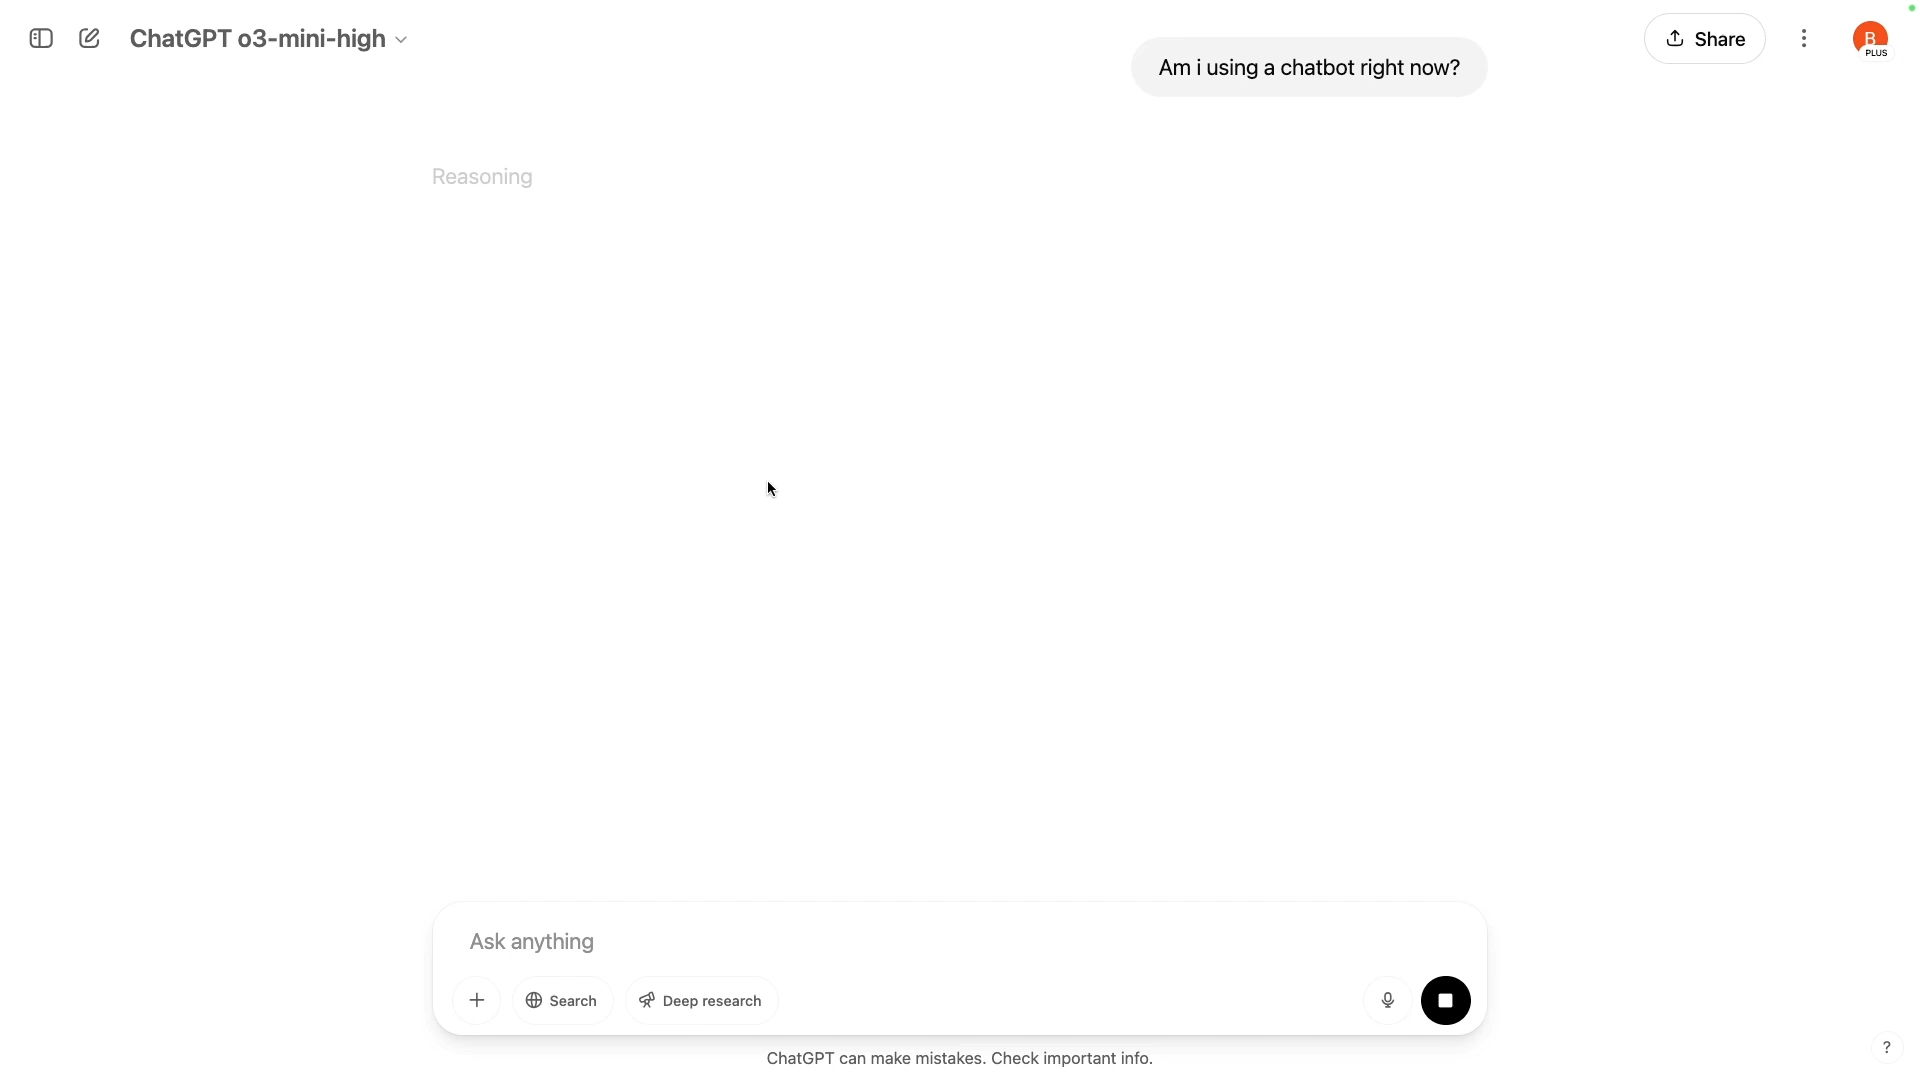 ChatGPT o3-mini-high
Share
B
PLUS
Am i using a chatbot right now?
Reasoning
Ask anything
Search
Deep research
ChatGPT can make mistakes. Check important info.
?